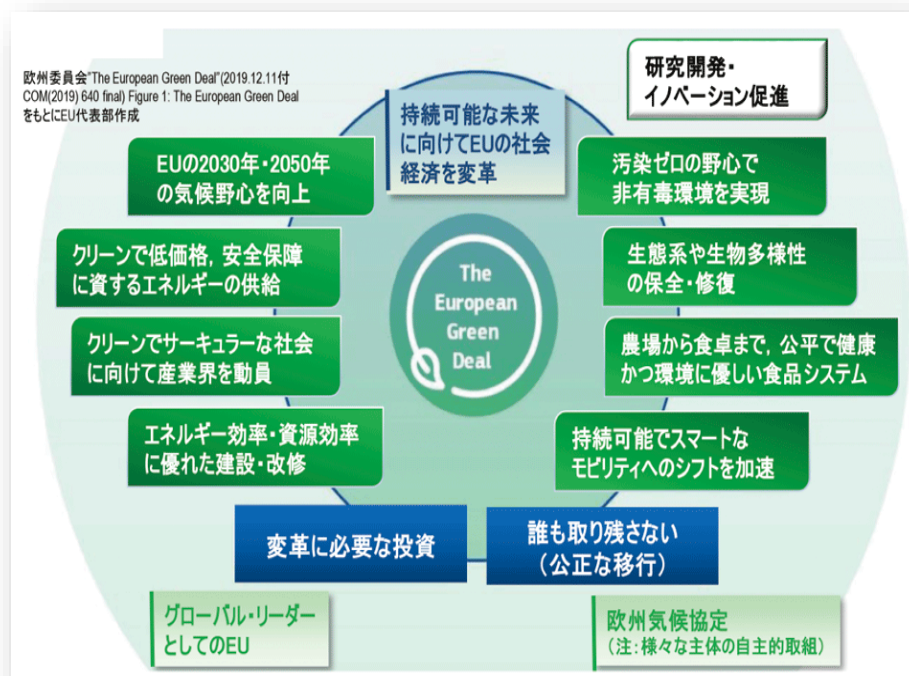 欧州委員会"The European Green Deal"(2019.12.11付
COM(2019) 640 final) Figure 1: The European Green Deal
をもとにEU代表部作成
持続可能な未来
に向けてEUの社会
経済を変革
研究開発・
イノベーション促進
EUの2030年・2050年
の気候野心を向上
汚染ゼロの野心で
非有毒環境を実現
クリーンで低価格，安全保障
に資するエネルギーの供給
生態系や生物多様性
の保全・修復
The
European
Green
Deal
クリーンでサーキュラーな社会
に向けて産業界を動員
農場から食卓まで，公平で健康
かつ環境に優しい食品システム
エネルギー効率・資源効率
に優れた建設・改修
持続可能でスマートな
モビリティへのシフトを加速
変革に必要な投資
誰も取り残さない
（公正な移行）
グローバル・リーダー
としてのEU
欧州気候協定
（注：様々な主体の自主的取組）